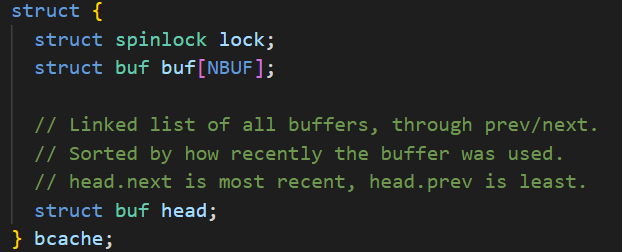 struct {
  struct spinlock lock;
  struct buf buf[NBUF];

  // Linked list of all buffers, through prev/next.
  // Sorted by how recently the buffer was used.
  // head.next is most recent, head.prev is least.
  struct buf head;
} bcache;